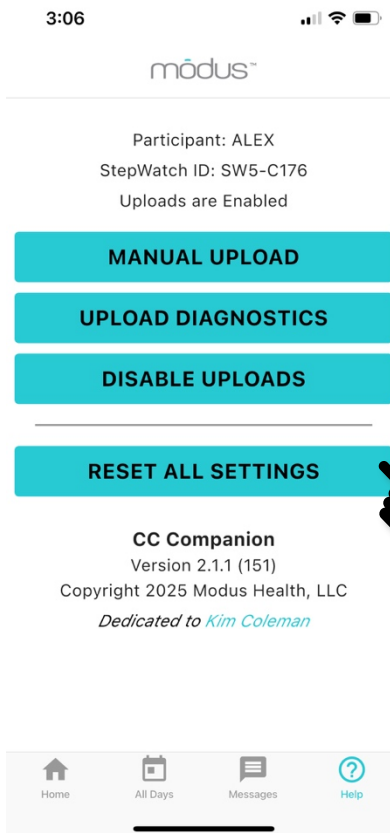 3:06
modus™
Participant: ALEX
StepWatch ID: SW5-C176
Uploads are Enabled
MANUAL UPLOAD
UPLOAD DIAGNOSTICS
DISABLE UPLOADS
RESET ALL SETTINGS
CC Companion
Version 2.1.1 (151)
Copyright 2025 Modus Health, LLC
Dedicated to Kim Coleman
Home All Days Messages Help